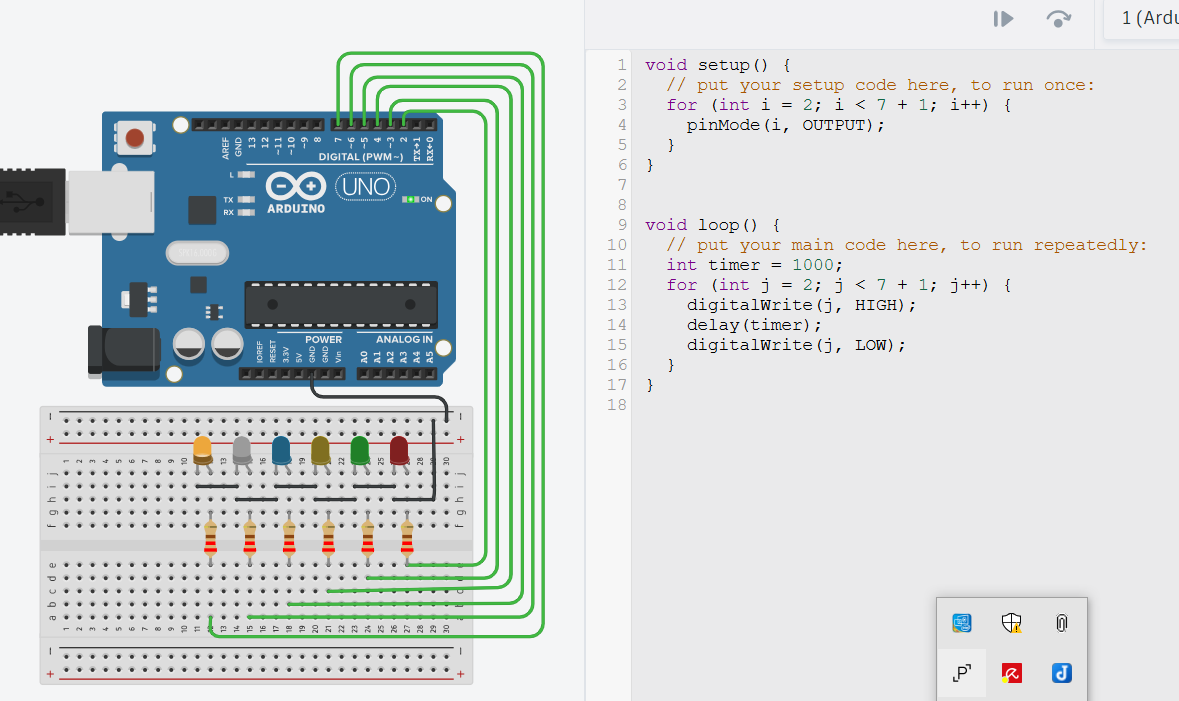 1 (Ardu
1 void setup() {
2   // put your setup code here, to run once:
3   for (int i = 2; i < 7 + 1; i++) {
4     pinMode(i, OUTPUT);
5   }
6 }
7
8
9 void loop() {
10   // put your main code here, to run repeatedly:
11   int timer = 1000;
12   for (int j = 2; j < 7 + 1; j++) {
13     digitalWrite(j, HIGH);
14     delay(timer);
15     digitalWrite(j, LOW);
16   }
17 }
18
AREF GND 13 12 ~11 ~10 ~9 8 7 ~6 ~5 4 ~3 2 TX→1 RX←0
DIGITAL (PWM~)
L
TX
RX
ARDUINO
UNO
ON
POWER
ANALOG IN
IOREF RESET 3.3V 5V GND GND Vin A0 A1 A2 A3 A4 A5